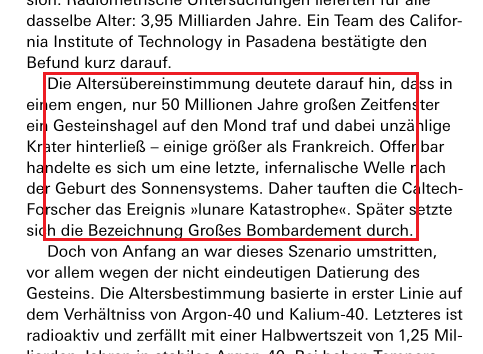 sion. Radiometrische Untersuchungen lieferten für alle
dasselbe Alter: 3,95 Milliarden Jahre. Ein Team des Califor-
nia Institute of Technology in Pasadena bestätigte den
Befund kurz darauf.
Die Altersübereinstimmung deutete darauf hin, dass in
einem engen, nur 50 Millionen Jahre großen Zeitfenster
ein Gesteinshagel auf den Mond traf und dabei unzählige
Krater hinterließ – einige größer als Frankreich. Offenbar
handelte es sich um eine letzte, infernalische Welle nach
der Geburt des Sonnensystems. Daher tauften die Caltech-
Forscher das Ereignis »lunare Katastrophe«. Später setzte
sich die Bezeichnung Großes Bombardement durch.
Doch von Anfang an war dieses Szenario umstritten,
vor allem wegen der nicht eindeutigen Datierung des
Gesteins. Die Altersbestimmung basierte in erster Linie auf
dem Verhältniss von Argon-40 und Kalium-40. Letzteres ist
radioaktiv und zerfällt mit einer Halbwertszeit von 1,25 Mil-
liarden Jahren in stabiles Argon-40. Bei hohen Tempera-